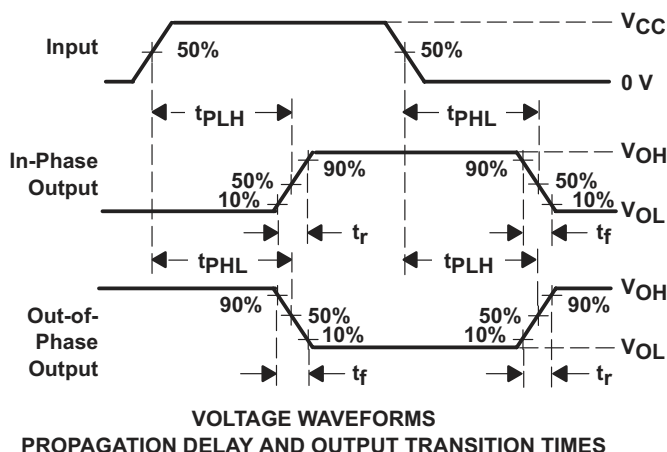 VCC
Input
50%
50%
0 V
tPLH
tPHL
VOH
In-Phase
Output
90%
90%
50%
10%
50%
10%
VOL
tr
tf
tPHL
tPLH
VOH
90%
90%
Out-of-
Phase
Output
50%
10%
50%
10%
VOL
tf
tr
VOLTAGE WAVEFORMS
PROPAGATION DELAY AND OUTPUT TRANSITION TIMES